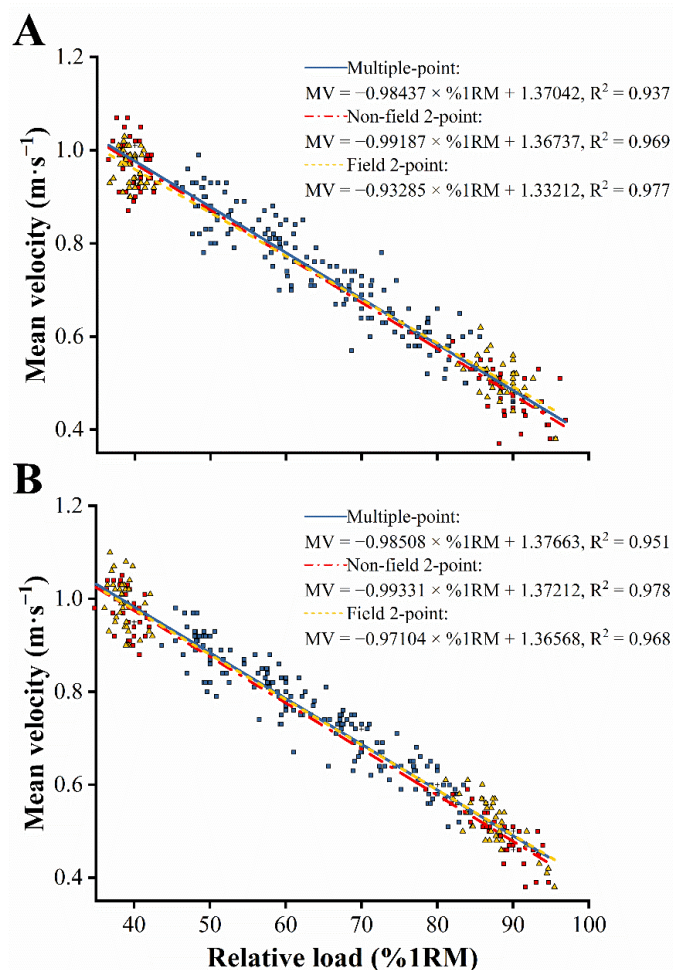 A
1.2
1.0
0.8
0.6
0.4
Mean velocity (m·s⁻¹)
Multiple-point:
MV = −0.98437 × %1RM + 1.37042, R² = 0.937
Non-field 2-point:
MV = −0.99187 × %1RM + 1.36737, R² = 0.969
Field 2-point:
MV = −0.93285 × %1RM + 1.33212, R² = 0.977
B
1.2
1.0
0.8
0.6
0.4
Mean velocity (m·s⁻¹)
Multiple-point:
MV = −0.98508 × %1RM + 1.37663, R² = 0.951
Non-field 2-point:
MV = −0.99331 × %1RM + 1.37212, R² = 0.978
Field 2-point:
MV = −0.97104 × %1RM + 1.36568, R² = 0.968
40 50 60 70 80 90 100
Relative load (%1RM)